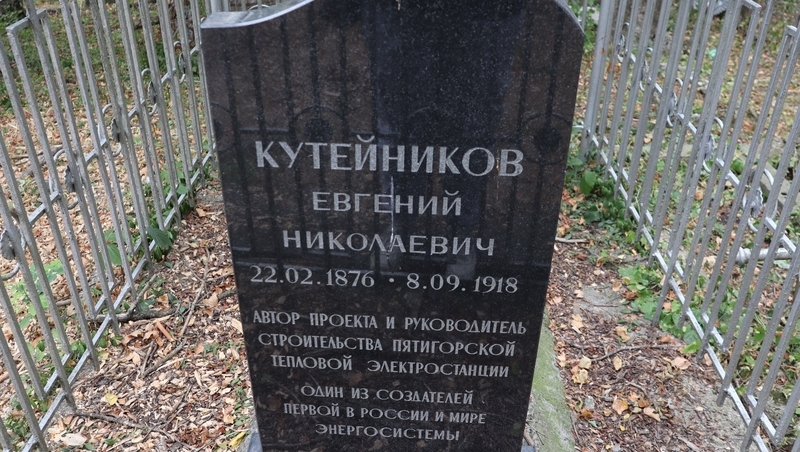 КУТЕЙНИКОВ
ЕВГЕНИЙ
НИКОЛАЕВИЧ
22.02.1876 · 8.09.1918
АВТОР ПРОЕКТА И РУКОВОДИТЕЛЬ
СТРОИТЕЛЬСТВА ПЯТИГОРСКОЙ
ТЕПЛОВОЙ ЭЛЕКТРОСТАНЦИИ
ОДИН ИЗ СОЗДАТЕЛЕЙ
ПЕРВОЙ В РОССИИ И МИРЕ
ЭНЕРГОСИСТЕМЫ